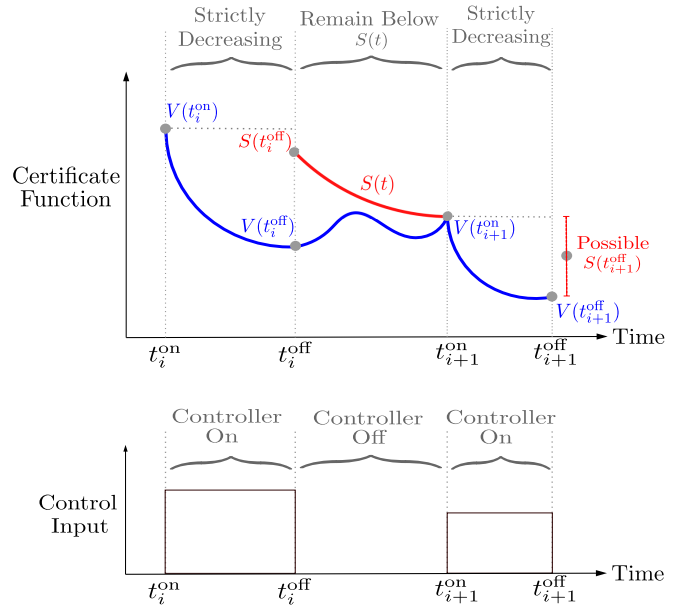 Strictly
Decreasing
Remain Below
S(t)
Strictly
Decreasing
V(t_i^on)
S(t_i^off)
S(t)
Certificate
Function
V(t_i^off)
V(t_{i+1}^on)
Possible
S(t_{i+1}^off)
V(t_{i+1}^off)
Time
t_i^on
t_i^off
t_{i+1}^on
t_{i+1}^off
Controller
On
Controller
Off
Controller
On
Control
Input
Time
t_i^on
t_i^off
t_{i+1}^on
t_{i+1}^off